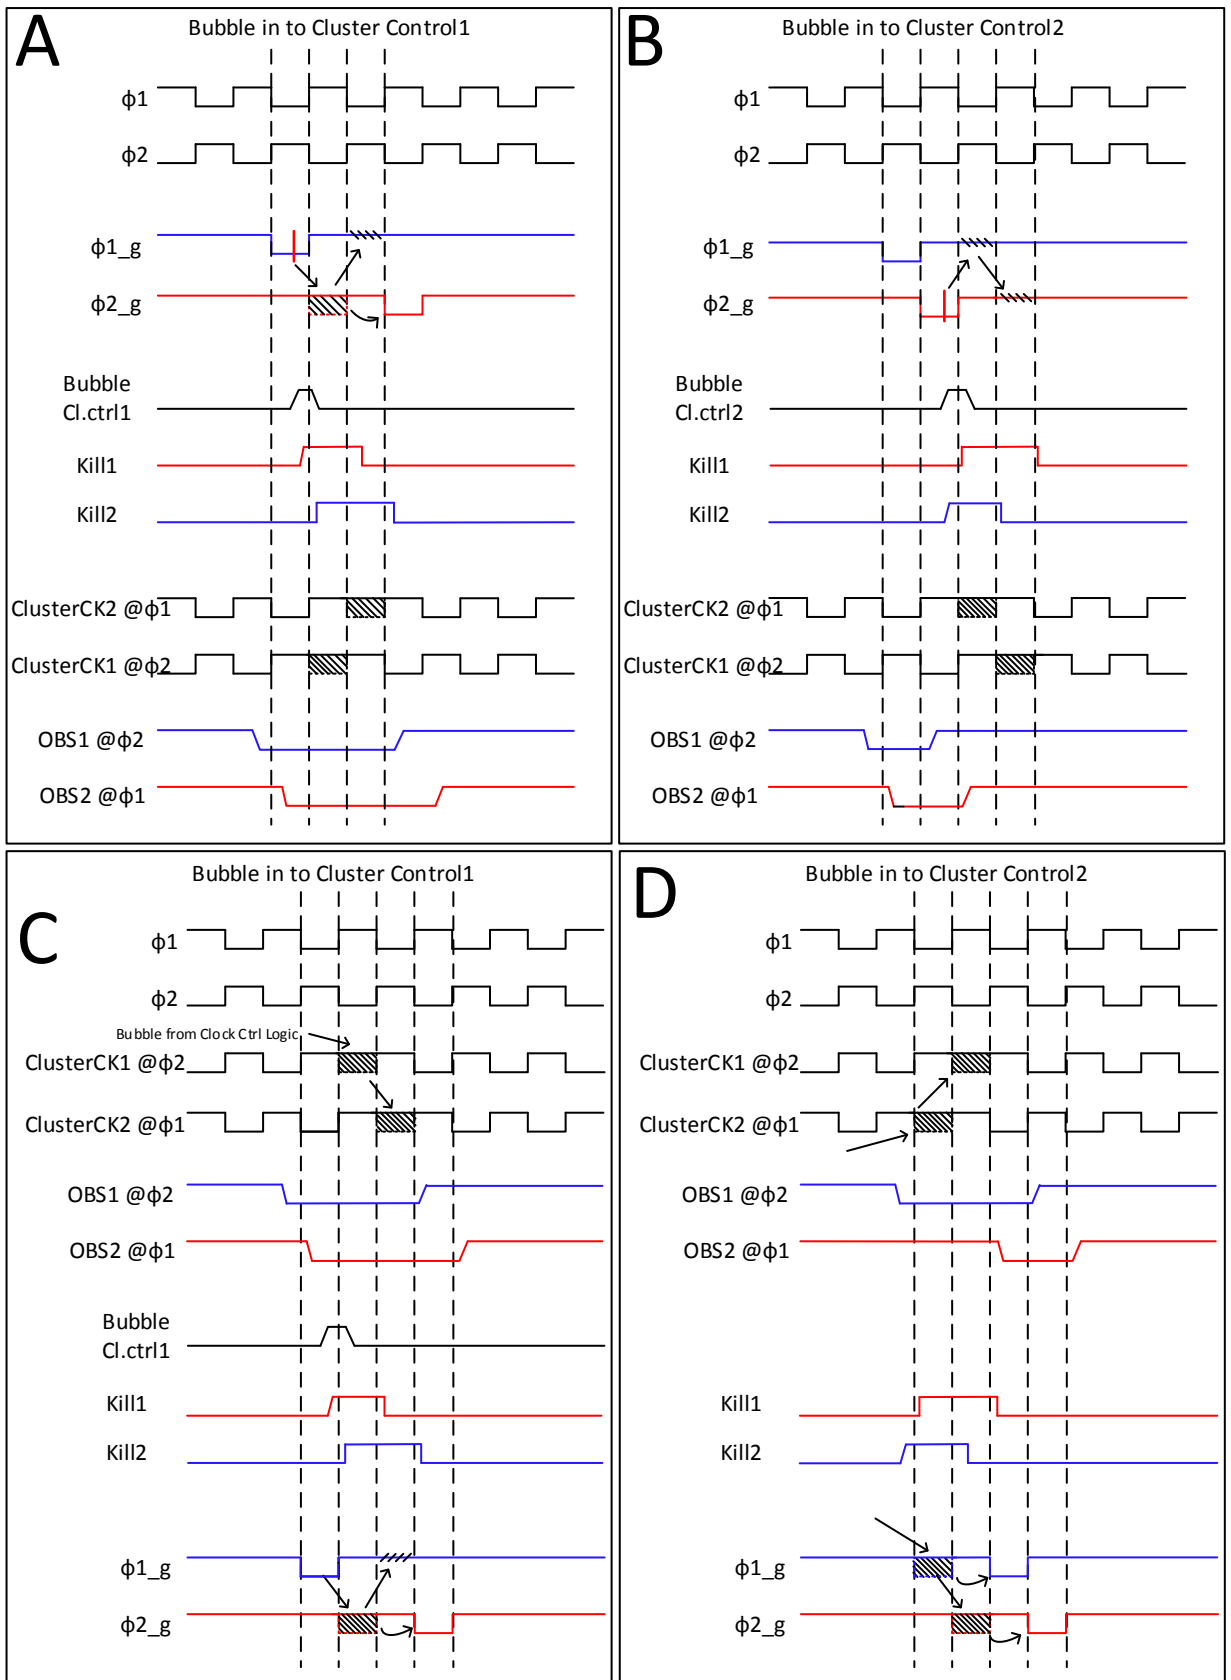 A
Bubble in to Cluster Control1
ϕ1
ϕ2
ϕ1_g
ϕ2_g
Bubble
Cl.ctrl1
Kill1
Kill2
ClusterCK2 @ϕ1
ClusterCK1 @ϕ2
OBS1 @ϕ2
OBS2 @ϕ1
B
Bubble in to Cluster Control2
ϕ1
ϕ2
ϕ1_g
ϕ2_g
Bubble
Cl.ctrl2
Kill1
Kill2
ClusterCK2 @ϕ1
ClusterCK1 @ϕ2
OBS1 @ϕ2
OBS2 @ϕ1
C
Bubble in to Cluster Control1
ϕ1
ϕ2
Bubble from Clock Ctrl Logic
ClusterCK1 @ϕ2
ClusterCK2 @ϕ1
OBS1 @ϕ2
OBS2 @ϕ1
Bubble
Cl.ctrl1
Kill1
Kill2
ϕ1_g
ϕ2_g
D
Bubble in to Cluster Control2
ϕ1
ϕ2
ClusterCK1 @ϕ2
ClusterCK2 @ϕ1
OBS1 @ϕ2
OBS2 @ϕ1
Kill1
Kill2
ϕ1_g
ϕ2_g